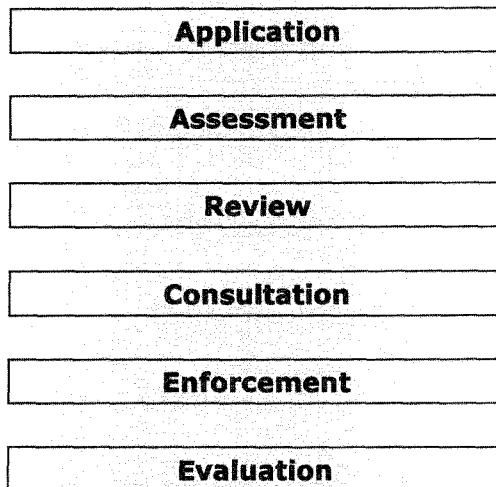 Application
Assessment
Review
Consultation
Enforcement
Evaluation